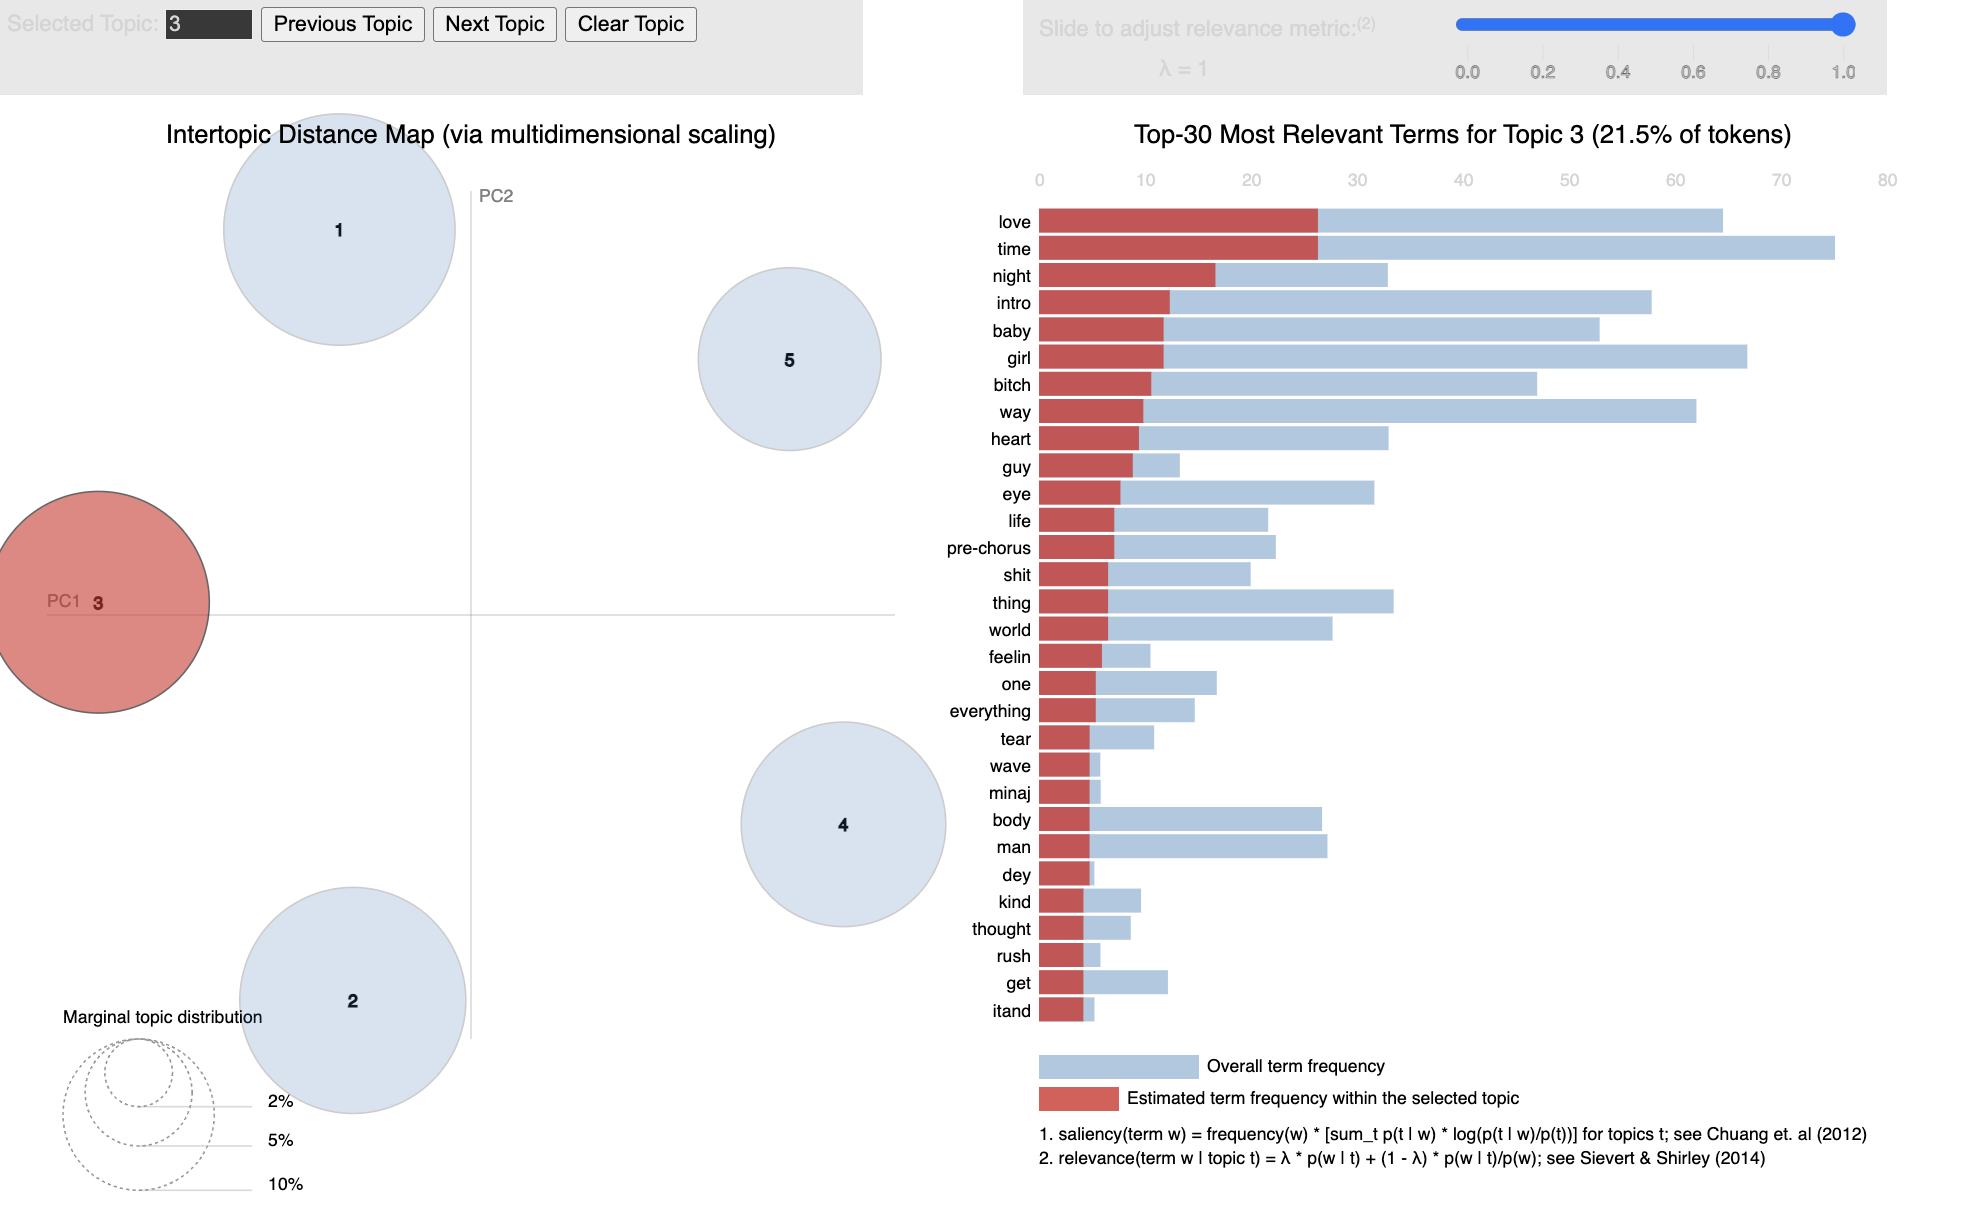 Selected Topic: 3 Previous Topic Next Topic Clear Topic
Slide to adjust relevance metric:(2)
λ = 1
0.0 0.2 0.4 0.6 0.8 1.0
Intertopic Distance Map (via multidimensional scaling)
PC2
1
5
PC1 3
4
2
Marginal topic distribution
2%
5%
10%
Top-30 Most Relevant Terms for Topic 3 (21.5% of tokens)
0 10 20 30 40 50 60 70 80
love
time
night
intro
baby
girl
bitch
way
heart
guy
eye
life
pre-chorus
shit
thing
world
feelin
one
everything
tear
wave
minaj
body
man
dey
kind
thought
rush
get
itand
Overall term frequency
Estimated term frequency within the selected topic
1. saliency(term w) = frequency(w) * [sum_t p(t | w) * log(p(t | w)/p(t))] for topics t; see Chuang et. al (2012)
2. relevance(term w | topic t) = λ * p(w | t) + (1 - λ) * p(w | t)/p(w); see Sievert & Shirley (2014)